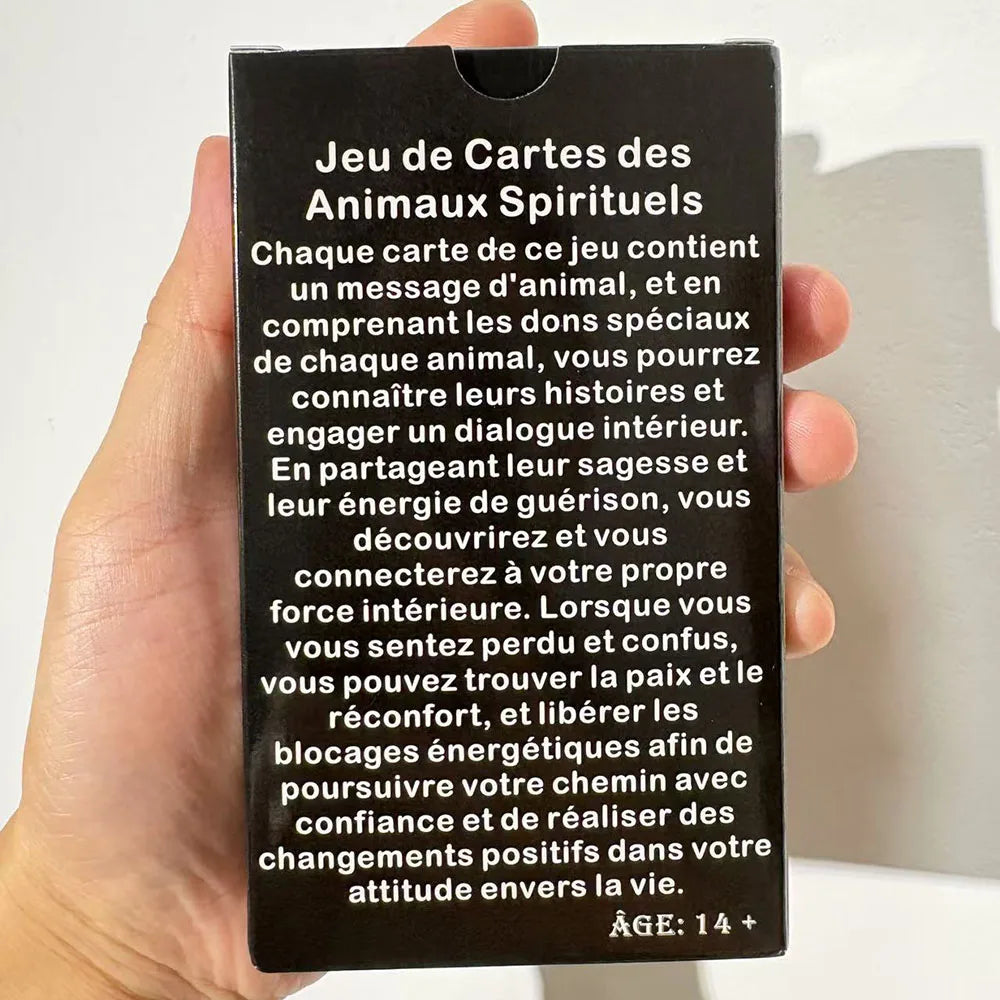 Jeu de Cartes des
Animaux Spirituels
Chaque carte de ce jeu contient
un message d'animal, et en
comprenant les dons spéciaux
de chaque animal, vous pourrez
connaître leurs histoires et
engager un dialogue intérieur.
En partageant leur sagesse et
leur énergie de guérison, vous
découvrirez et vous
connecterez à votre propre
force intérieure. Lorsque vous
vous sentez perdu et confus,
vous pouvez trouver la paix et le
réconfort, et libérer les
blocages énergétiques afin de
poursuivre votre chemin avec
confiance et de réaliser des
changements positifs dans votre
attitude envers la vie.
ÂGE: 14 +